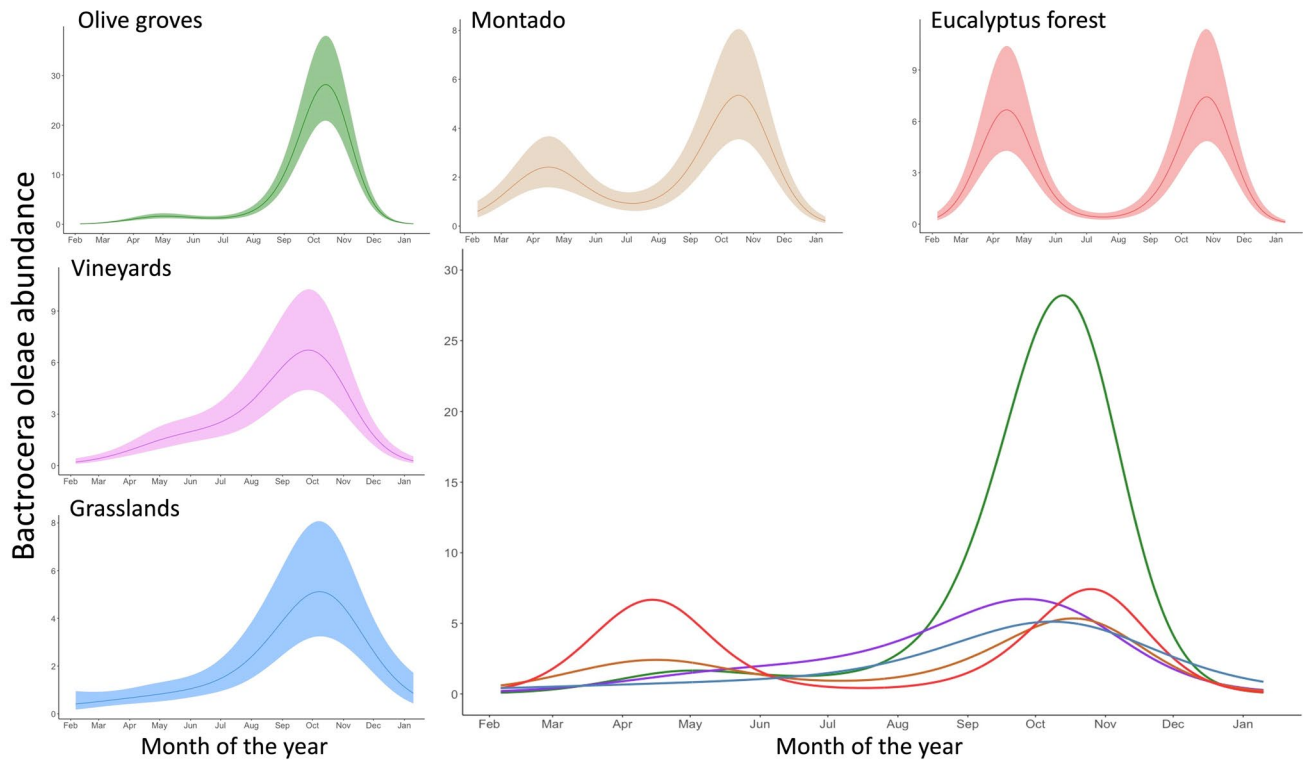 Bactrocera oleae abundance
Olive groves
30
20
10
0
Feb Mar Apr May Jun Jul Aug Sep Oct Nov Dec Jan
Montado
8
6
4
2
0
Feb Mar Apr May Jun Jul Aug Sep Oct Nov Dec Jan
Eucalyptus forest
9
6
3
0
Feb Mar Apr May Jun Jul Aug Sep Oct Nov Dec Jan
Vineyards
9
6
3
0
Feb Mar Apr May Jun Jul Aug Sep Oct Nov Dec Jan
Grasslands
8
6
4
2
0
Feb Mar Apr May Jun Jul Aug Sep Oct Nov Dec Jan
Month of the year
30
25
20
15
10
5
0
Feb Mar Apr May Jun Jul Aug Sep Oct Nov Dec Jan
Month of the year